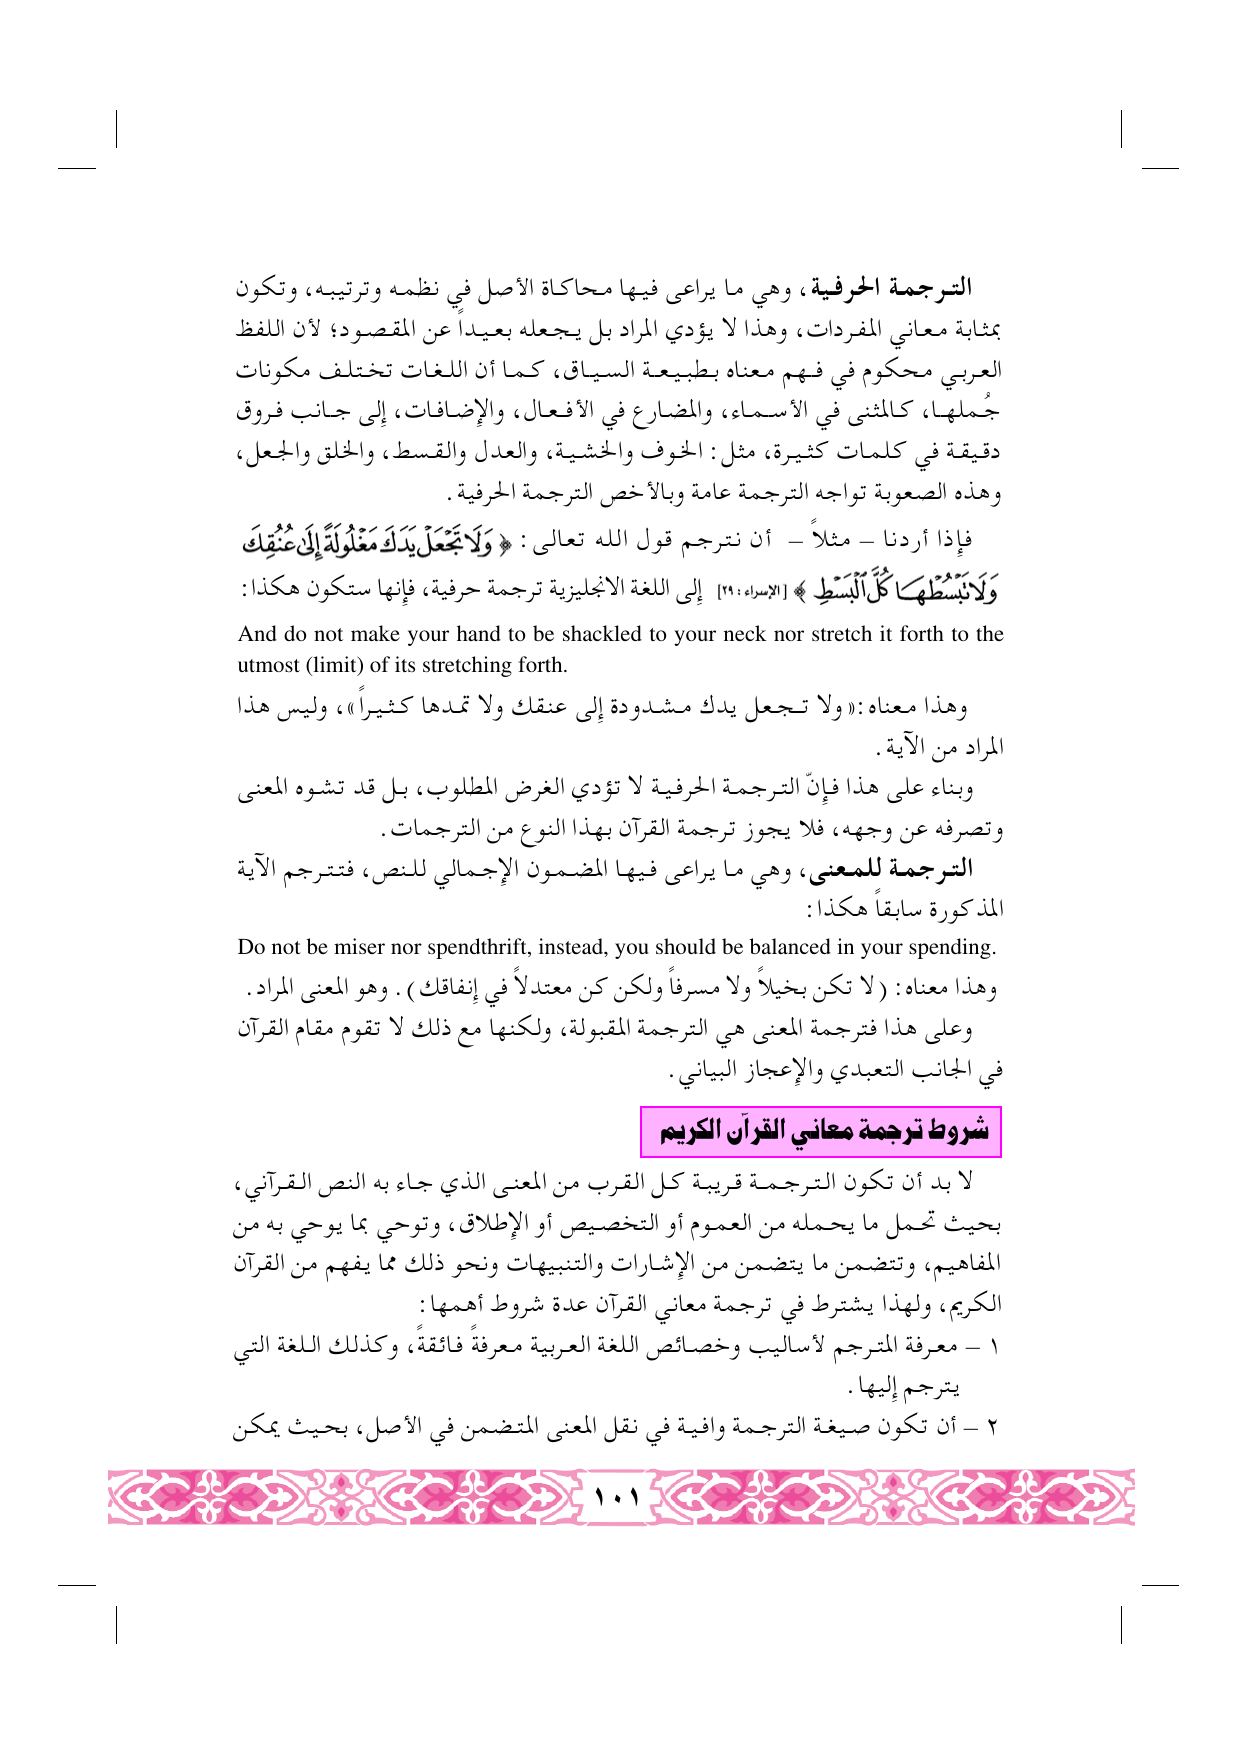 الترجمة الحرفية، وهي ما يراعى فيها محاكاة الأصل في نظمه وترتيبه، وتكون
بمثابة معاني المفردات، وهذا لا يؤدي المراد بل يجعله بعيداً عن المقصود؛ لأن اللفظ
العربي محكوم في فهم معناه بطبيعة السياق، كما أن اللغات تختلف مكونات
جُملها، كالمثنى في الأسماء، والمضارع في الأفعال، والإضافات، إلى جانب فروق
دقيقة في كلمات كثيرة، مثل: الخوف والخشية، والعدل والقسط، والخلق والجعل،
وهذه الصعوبة تواجه الترجمة عامة وبالأخص الترجمة الحرفية.
فإذا أردنا – مثلاً – أن نترجم قول الله تعالى: ﴿ وَلَا تَجْعَلْ يَدَكَ مَغْلُولَةً إِلَىٰ عُنُقِكَ
وَلَا تَبْسُطْهَا كُلَّ ٱلْبَسْطِ ﴾ [الإسراء: ٢٩] إلى اللغة الانجليزية ترجمة حرفية، فإنها ستكون هكذا:
And do not make your hand to be shackled to your neck nor stretch it forth to the
utmost (limit) of its stretching forth.
وهذا معناه: «ولا تجعل يدك مشدودة إلى عنقك ولا تمدها كثيراً»، وليس هذا
المراد من الآية.
وبناء على هذا فإنّ الترجمة الحرفية لا تؤدي الغرض المطلوب، بل قد تشوه المعنى
وتصرفه عن وجهه، فلا يجوز ترجمة القرآن بهذا النوع من الترجمات.
الترجمة للمعنى، وهي ما يراعى فيها المضمون الإجمالي للنص، فتترجم الآية
المذكورة سابقاً هكذا:
Do not be miser nor spendthrift, instead, you should be balanced in your spending.
وهذا معناه: (لا تكن بخيلاً ولا مسرفاً ولكن كن معتدلاً في إنفاقك). وهو المعنى المراد.
وعلى هذا فترجمة المعنى هي الترجمة المقبولة، ولكنها مع ذلك لا تقوم مقام القرآن
في الجانب التعبدي والإعجاز البياني.
شروط ترجمة معاني القرآن الكريم
لا بد أن تكون الترجمة قريبة كل القرب من المعنى الذي جاء به النص القرآني،
بحيث تحمل ما يحمله من العموم أو التخصيص أو الإطلاق، وتوحي بما يوحي به من
المفاهيم، وتتضمن ما يتضمن من الإشارات والتنبيهات ونحو ذلك مما يفهم من القرآن
الكريم، ولهذا يشترط في ترجمة معاني القرآن عدة شروط أهمها:
١ – معرفة المترجم لأساليب وخصائص اللغة العربية معرفةً فائقةً، وكذلك اللغة التي
يترجم إليها.
٢ – أن تكون صيغة الترجمة وافية في نقل المعنى المتضمن في الأصل، بحيث يمكن
١٠١